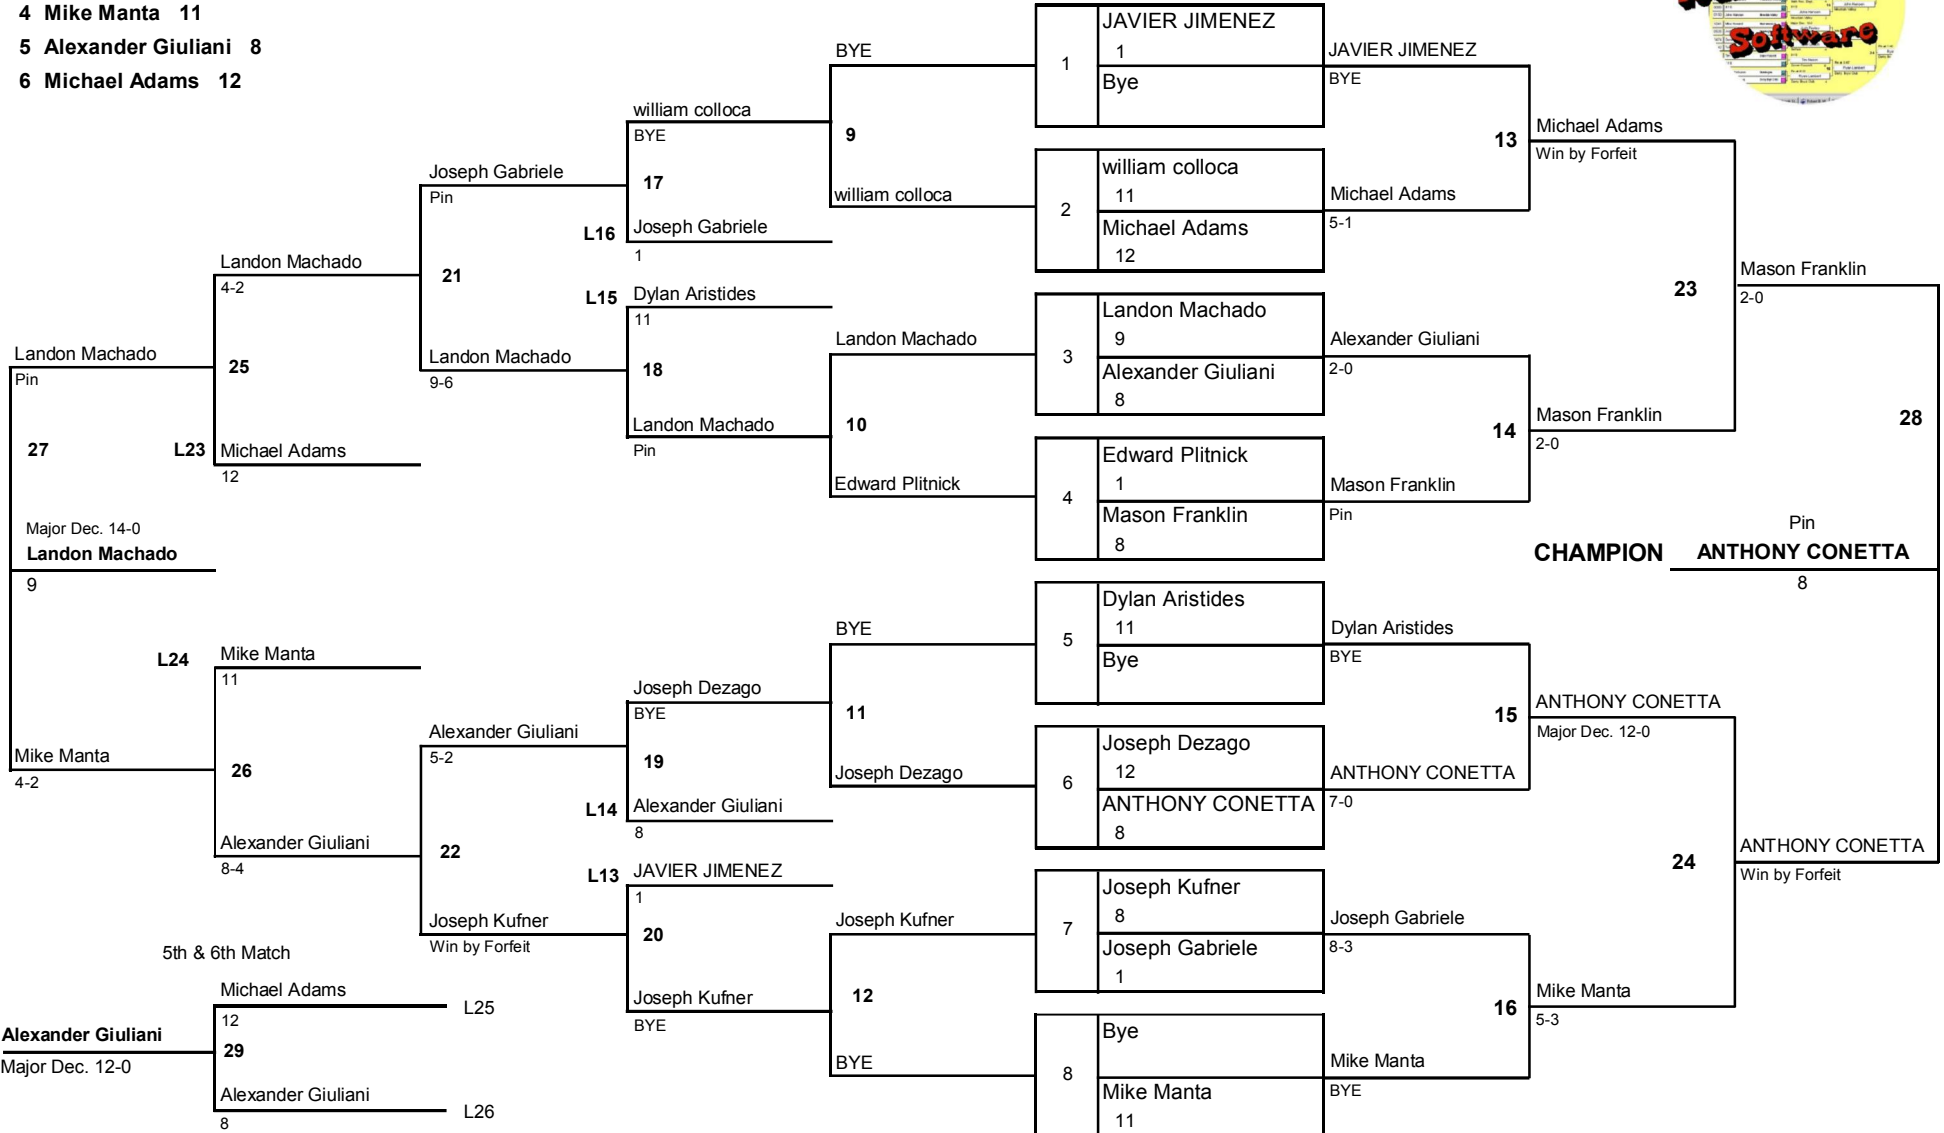 4 Mike Manta 11
5 Alexander Giuliani 8
6 Michael Adams 12
Software
BYE
william colloca
BYE
9
william colloca
Joseph Gabriele
Pin
17
L16 Joseph Gabriele
1
Landon Machado
4-2
21
L15 Dylan Aristides
11
Landon Machado
9-6
18
Landon Machado
Pin
Landon Machado
10
Edward Plitnick
Landon Machado
Pin
25
27
L23 Michael Adams
12
Major Dec. 14-0
Landon Machado
9
L24 Mike Manta
11
Mike Manta
4-2
26
Alexander Giuliani
8-4
Alexander Giuliani
5-2
22
Joseph Kufner
Win by Forfeit
BYE
Joseph Dezago
BYE
11
Joseph Dezago
19
L14 Alexander Giuliani
8
L13 JAVIER JIMENEZ
1
20
Joseph Kufner
BYE
Joseph Kufner
12
BYE
5th & 6th Match
Michael Adams
12
L25
Alexander Giuliani
Major Dec. 12-0
29
Alexander Giuliani
8
L26
1
JAVIER JIMENEZ
1
Bye
2
william colloca
11
Michael Adams
12
3
Landon Machado
9
Alexander Giuliani
8
4
Edward Plitnick
1
Mason Franklin
8
5
Dylan Aristides
11
Bye
6
Joseph Dezago
12
ANTHONY CONETTA
8
7
Joseph Kufner
8
Joseph Gabriele
1
8
Bye
Mike Manta
11
JAVIER JIMENEZ
BYE
13
Michael Adams
5-1
Michael Adams
Win by Forfeit
Alexander Giuliani
2-0
14
Mason Franklin
Pin
Mason Franklin
2-0
23
Mason Franklin
2-0
28
Pin
CHAMPION ANTHONY CONETTA
8
Dylan Aristides
BYE
15
ANTHONY CONETTA
7-0
ANTHONY CONETTA
Major Dec. 12-0
24
ANTHONY CONETTA
Win by Forfeit
Joseph Gabriele
8-3
16
Mike Manta
BYE
Mike Manta
5-3